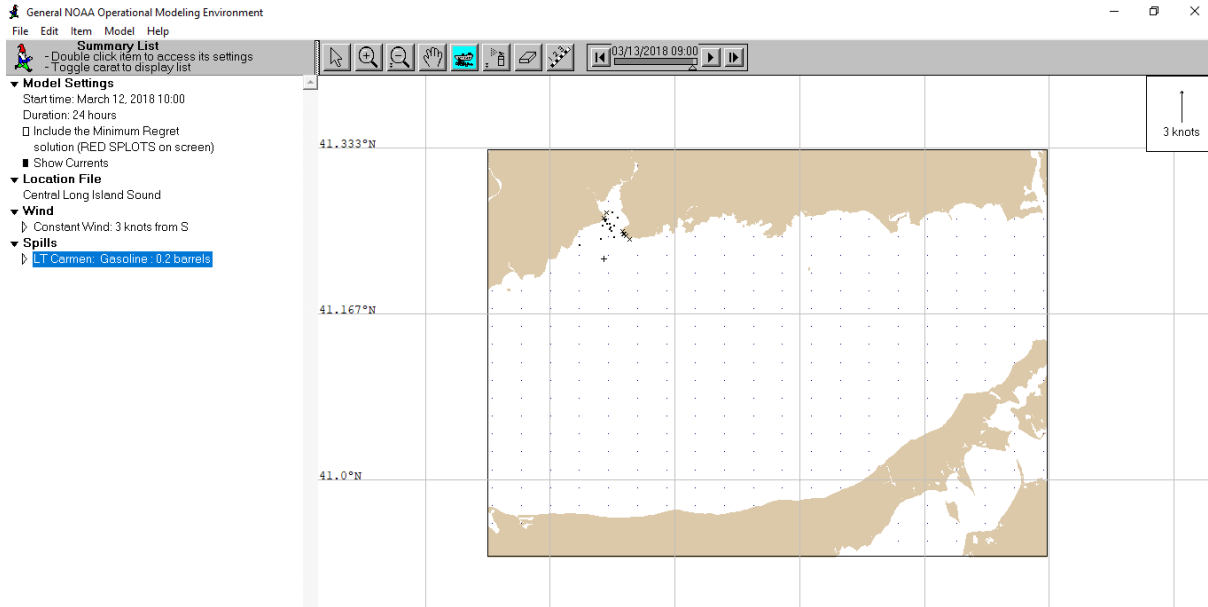 General NOAA Operational Modeling Environment
File Edit Item Model Help
Summary List
- Double click item to access its settings
- Toggle carat to display list
03/13/2018 09:00
Model Settings
Start time: March 12, 2018 10:00
Duration: 24 hours
Include the Minimum Regret
solution (RED SPLOTS on screen)
Show Currents
Location File
Central Long Island Sound
Wind
Constant Wind: 3 knots from S
Spills
LT Carmen: Gasoline : 0.2 barrels
3 knots
41.333°N
41.167°N
41.0°N